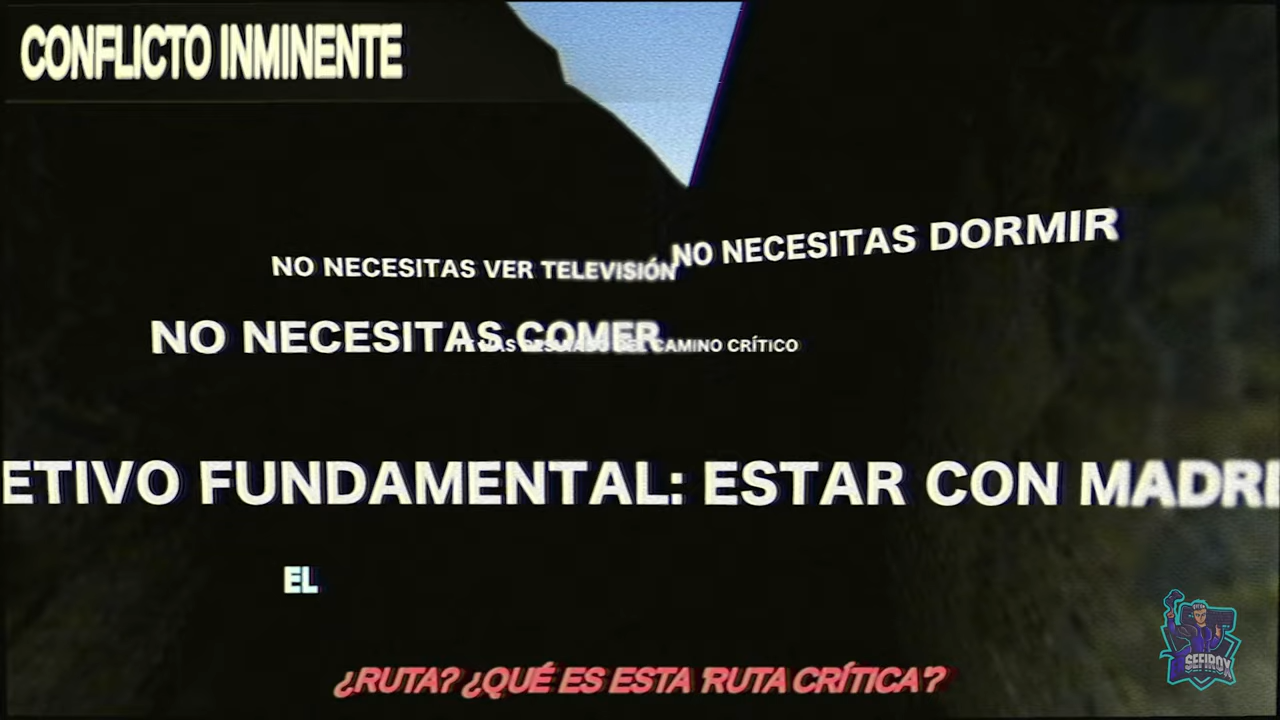 CONFLICTO INMINENTE
NO NECESITAS DORMIR
NO NECESITAS VER TELEVISIÓN
NO NECESITAS COMER
CAMINO CRÍTICO
ETIVO FUNDAMENTAL: ESTAR CON MADR
EL
¿RUTA? ¿QUÉ ES ESTA 'RUTA CRÍTICA'?
SEFIROX